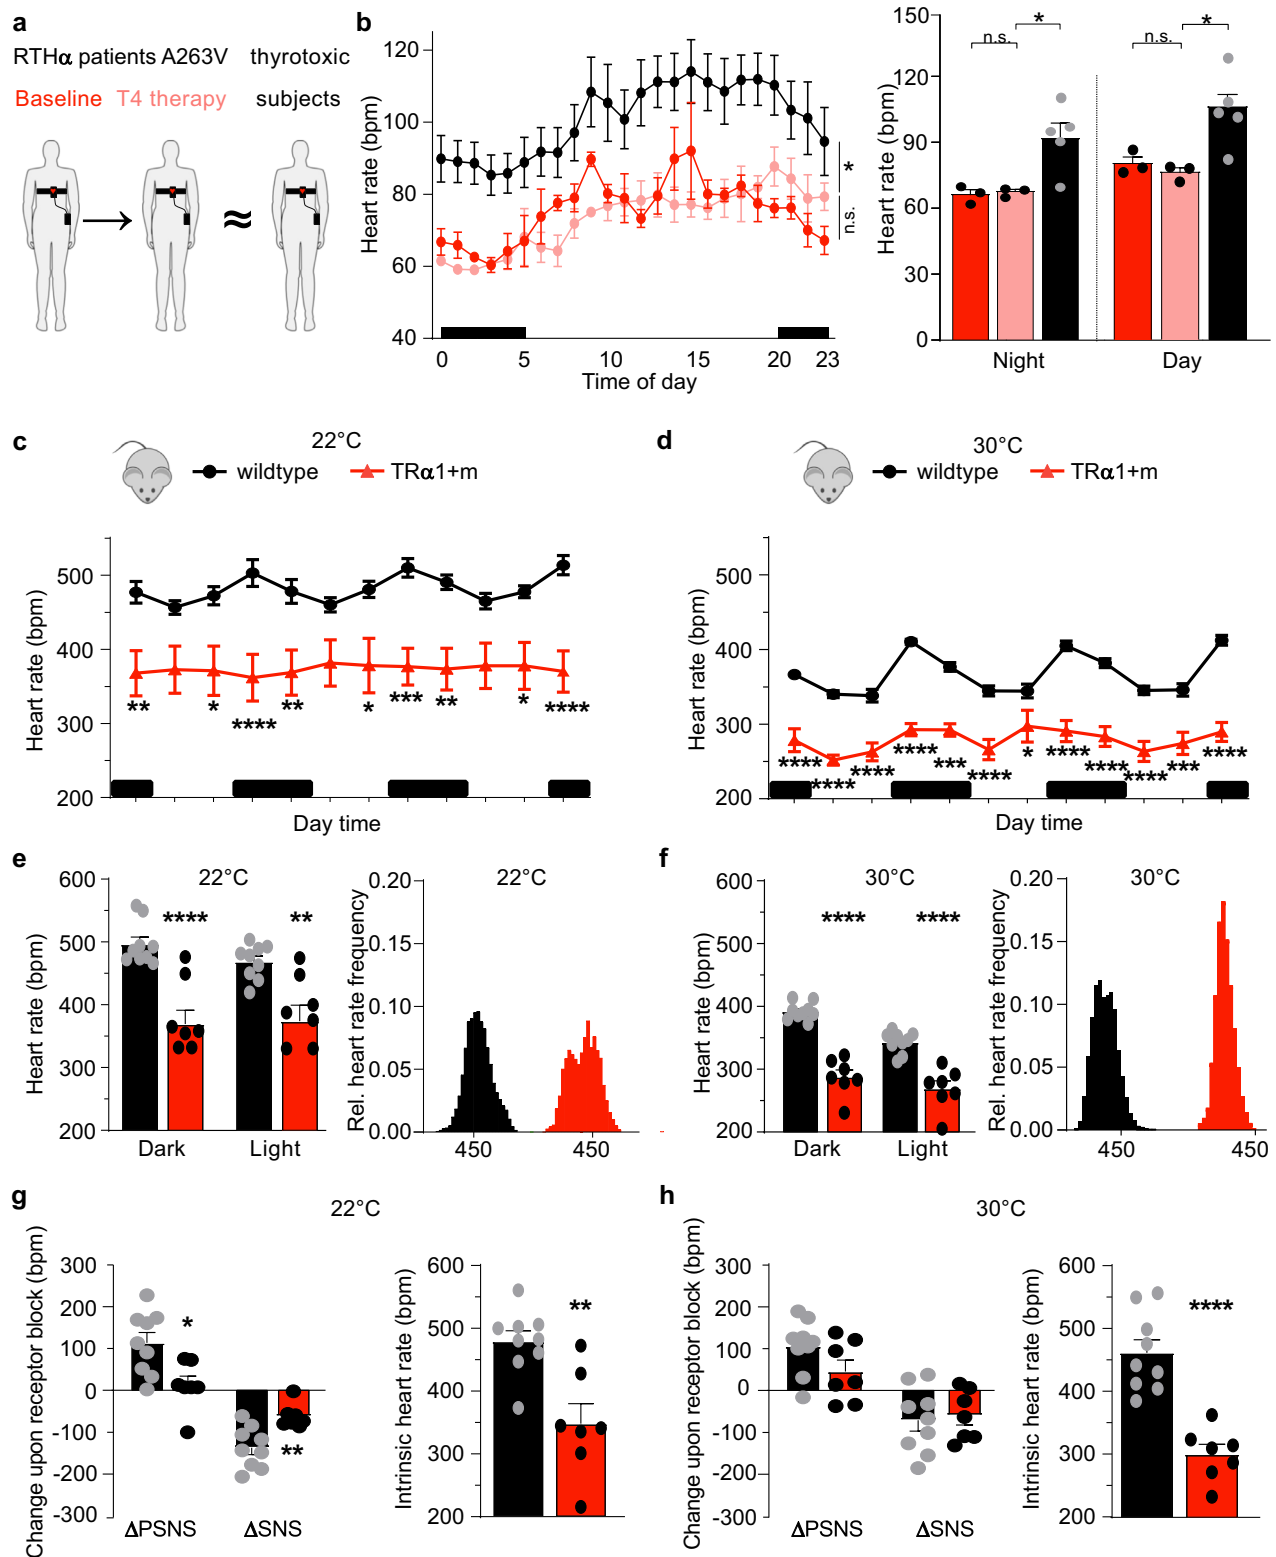 a
RTHα patients A263V thyrotoxic
Baseline T4 therapy subjects
b
Heart rate (bpm)
120
100
80
60
40
0 5 10 15 20 23
Time of day
*
n.s.
Heart rate (bpm)
150
120
90
60
30
0
n.s. * n.s. *
Night Day
c
22°C
wildtype TRα1+m
Heart rate (bpm)
500
400
300
200
** * **** ** * *** ** * ****
Day time
d
30°C
wildtype TRα1+m
Heart rate (bpm)
500
400
300
200
**** **** **** **** *** **** * **** **** **** *** ****
Day time
e
22°C
Heart rate (bpm)
600
500
400
300
200
**** **
Dark Light
22°C
Rel. heart rate frequency
0.20
0.15
0.10
0.05
0.00
450 450
f
30°C
Heart rate (bpm)
600
500
400
300
200
**** ****
Dark Light
30°C
Rel. heart rate frequency
0.20
0.15
0.10
0.05
0.00
450 450
g
22°C
Change upon receptor block (bpm)
300
200
100
0
-100
-200
-300
*
**
ΔPSNS ΔSNS
Intrinsic heart rate (bpm)
600
500
400
300
200
**
h
30°C
Change upon receptor block (bpm)
300
200
100
0
-100
-200
-300
ΔPSNS ΔSNS
Intrinsic heart rate (bpm)
600
500
400
300
200
****